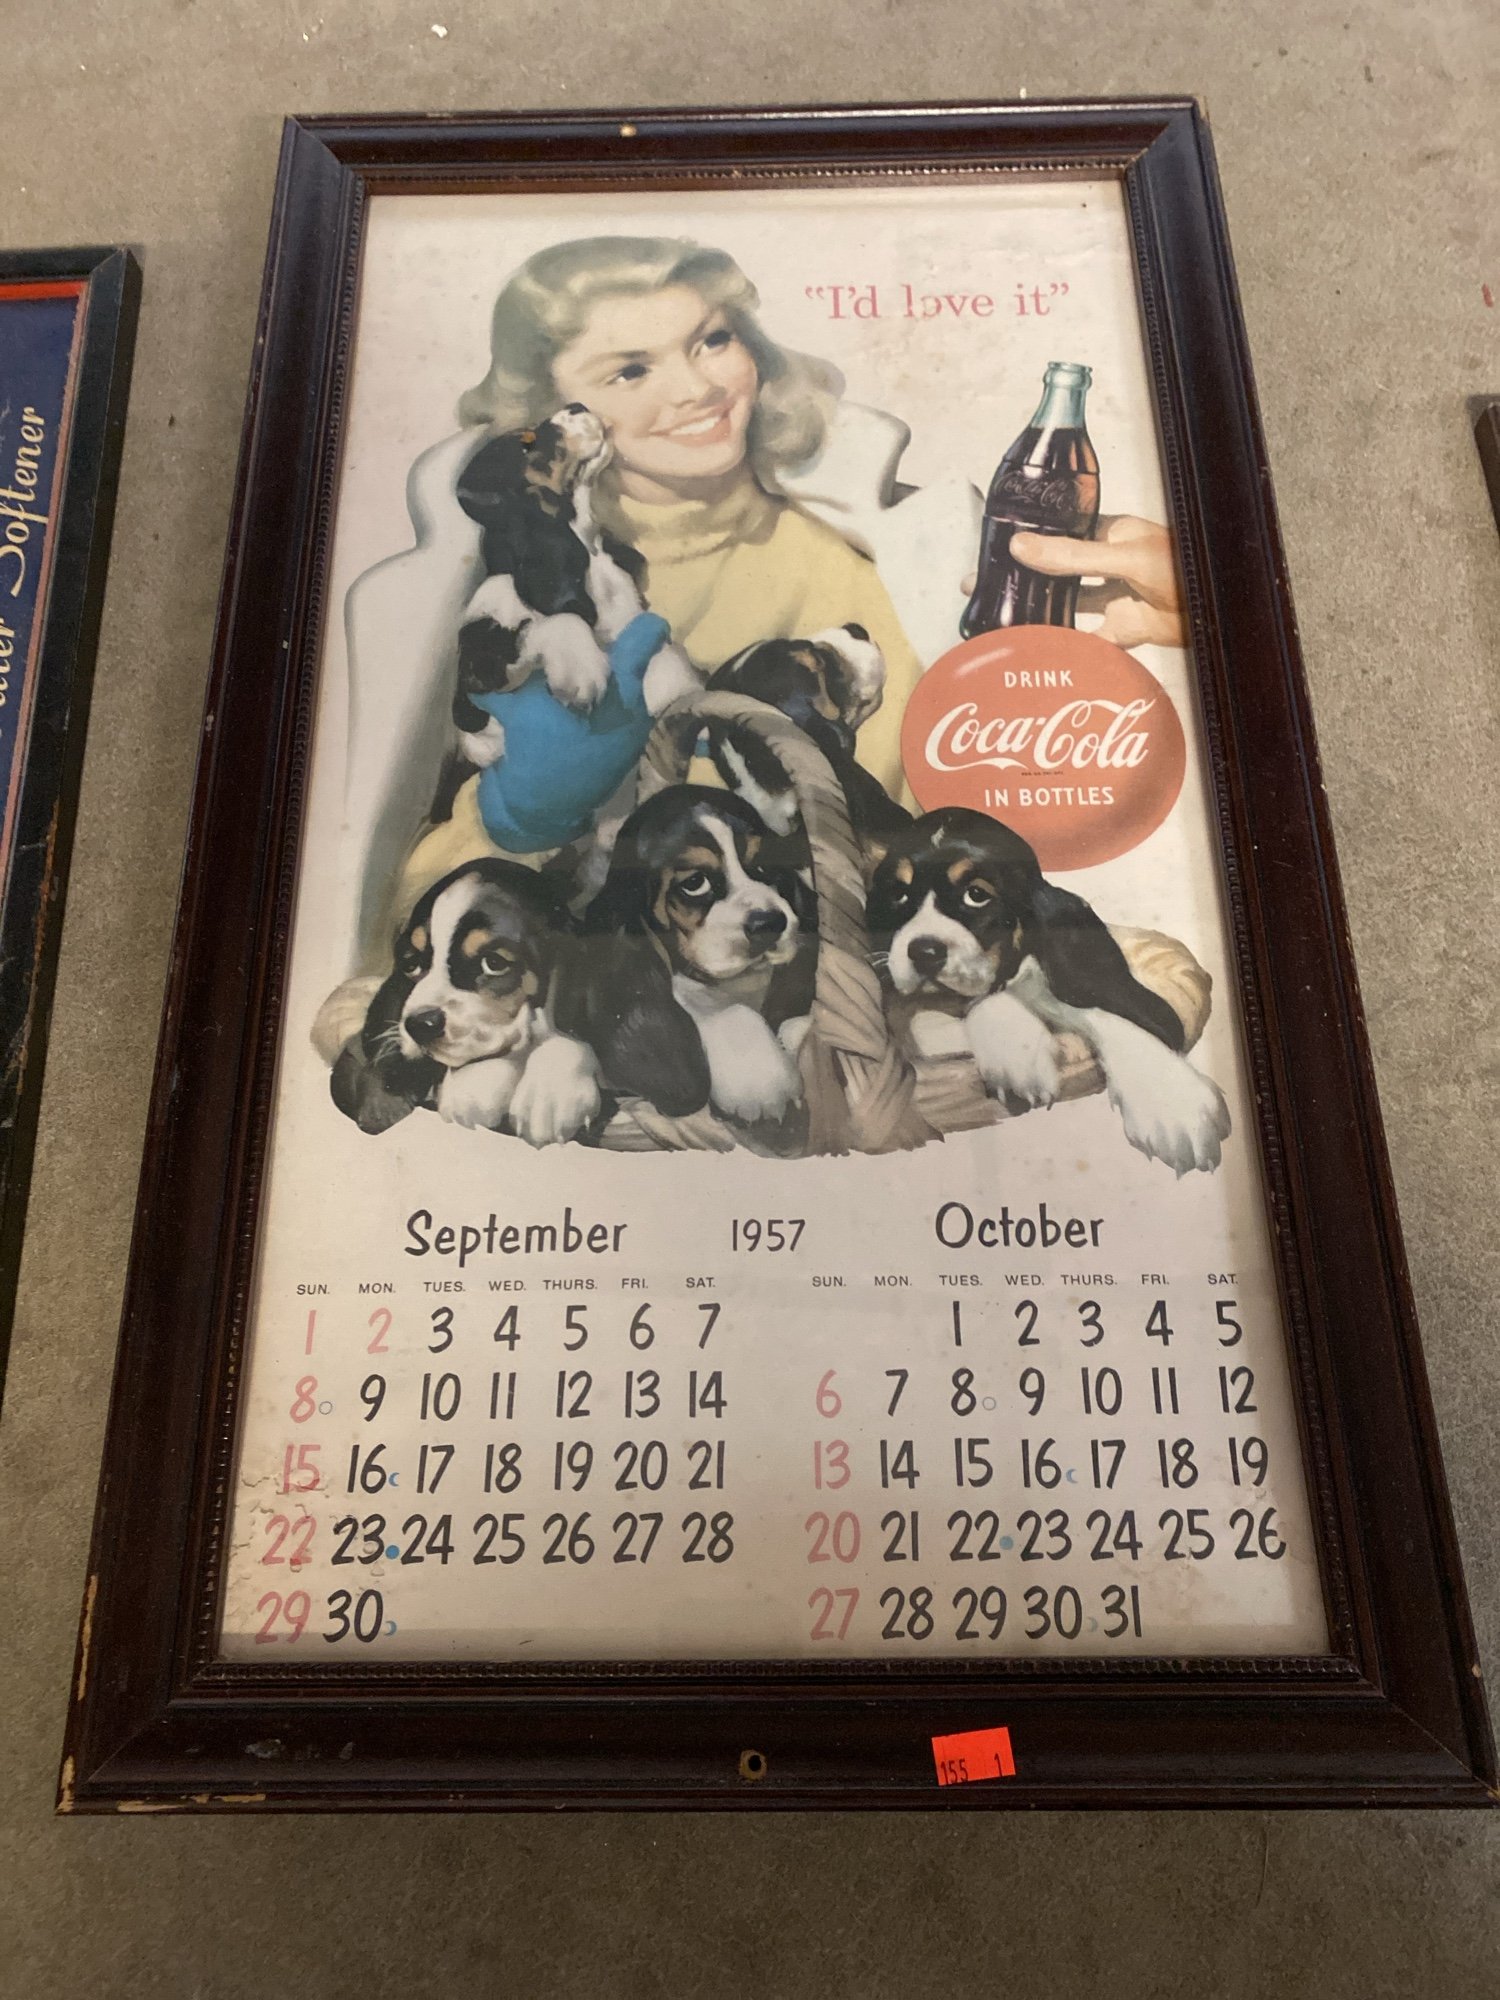 "I'd love it"
Coca-Cola
DRINK
Coca-Cola
IN BOTTLES
September 1957 October
SUN. MON. TUES. WED. THURS. FRI. SAT. SUN. MON. TUES. WED. THURS. FRI. SAT.
1 2 3 4 5 6 7 1 2 3 4 5
8 9 10 11 12 13 14 6 7 8 9 10 11 12
15 16 17 18 19 20 21 13 14 15 16 17 18 19
22 23 24 25 26 27 28 20 21 22 23 24 25 26
29 30 27 28 29 30 31
155 1
Softener